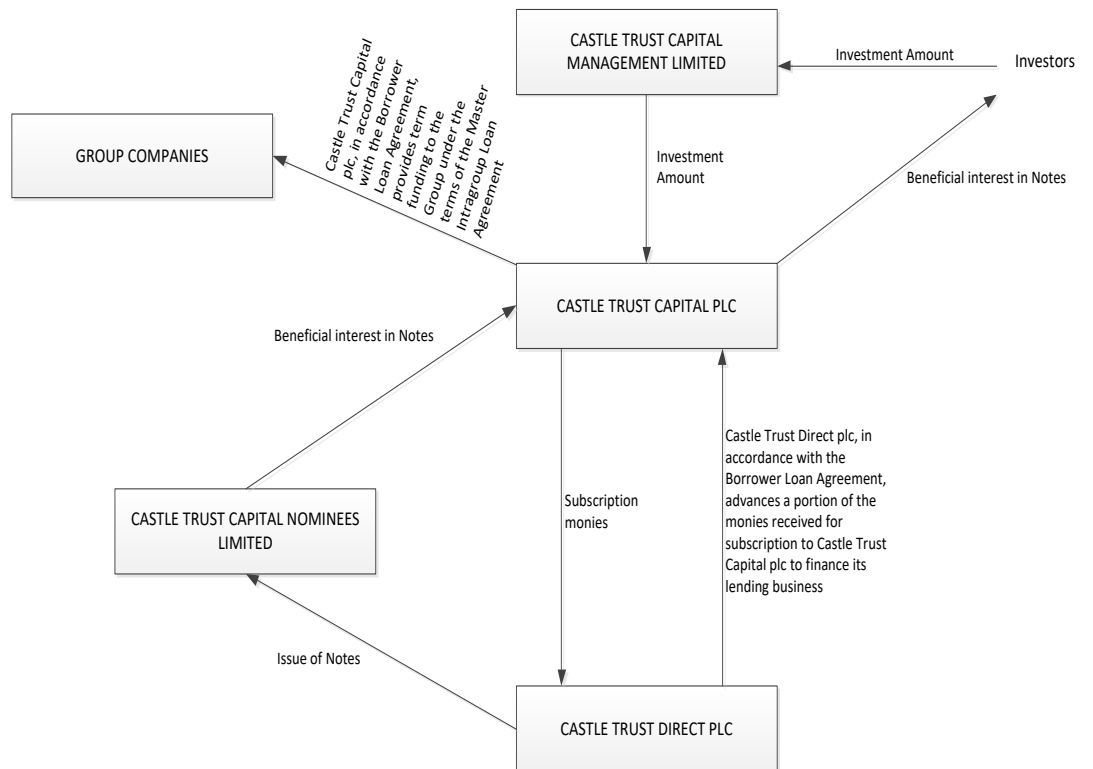 CASTLE TRUST CAPITAL
MANAGEMENT LIMITED
Investment Amount
Investors
Castle Trust Capital
plc, in accordance
with the Borrower
Loan Agreement,
provides term
funding to the
Group under the
terms of the Master
Intragroup Loan
Agreement
GROUP COMPANIES
Investment
Amount
Beneficial interest in Notes
CASTLE TRUST CAPITAL PLC
Beneficial interest in Notes
Castle Trust Direct plc, in
accordance with the
Borrower Loan Agreement,
advances a portion of the
monies received for
subscription to Castle Trust
Capital plc to finance its
lending business
Subscription
monies
CASTLE TRUST CAPITAL NOMINEES
LIMITED
Issue of Notes
CASTLE TRUST DIRECT PLC